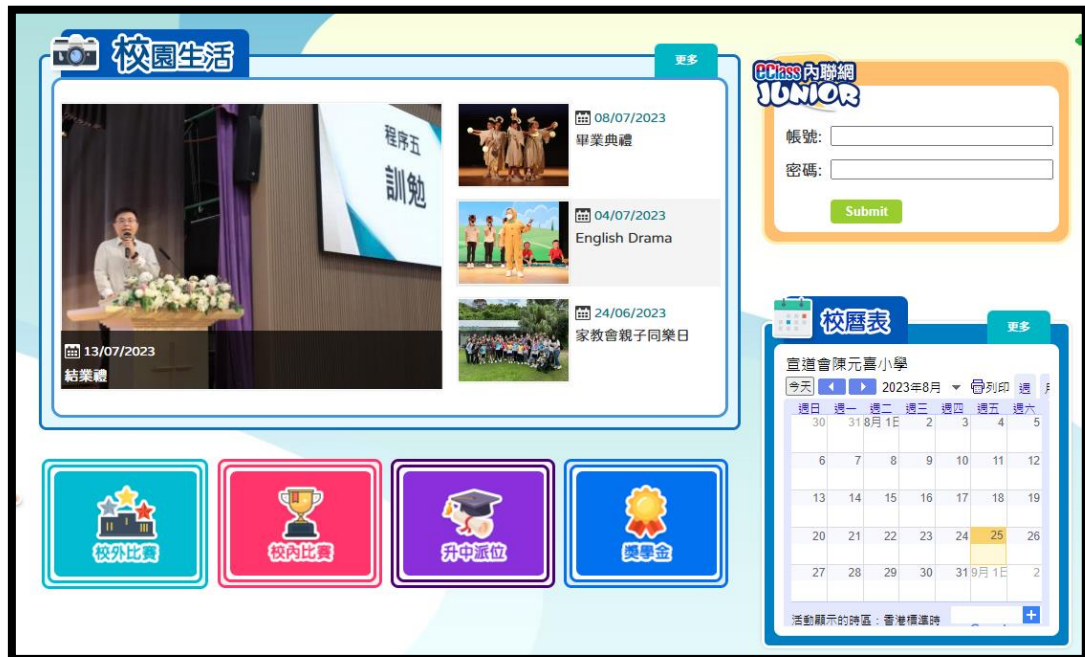 校園生活
更多
程序五
訓勉
13/07/2023
結業禮
08/07/2023
畢業典禮
04/07/2023
English Drama
24/06/2023
家教會親子同樂日
eClass內聯網
JUNIOR
帳號:
密碼:
Submit
校外比賽
校內比賽
升中派位
獎學金
校曆表
更多
宣道會陳元喜小學
今天 2023年8月 列印 週
週日 週一 週二 週三 週四 週五 週六
30 31 8月 1日 2 3 4 5
6 7 8 9 10 11 12
13 14 15 16 17 18 19
20 21 22 23 24 25 26
27 28 29 30 31 9月 1日 2
活動顯示的時區：香港標準時